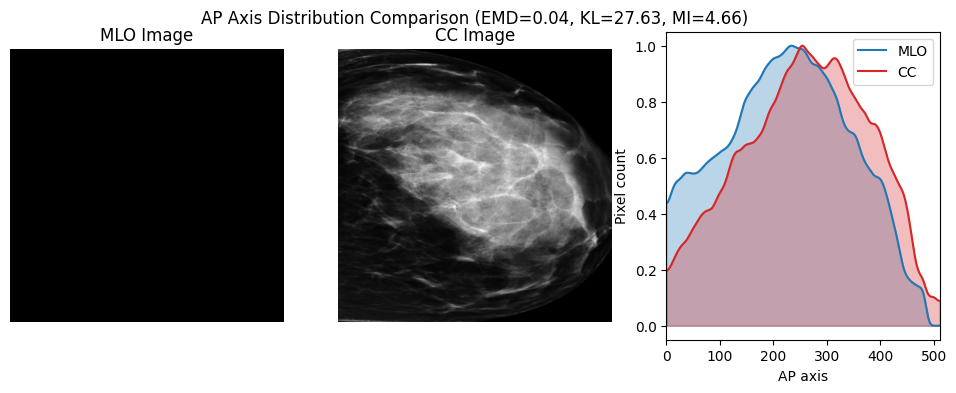 AP Axis Distribution Comparison (EMD=0.04, KL=27.63, MI=4.66)
MLO Image
CC Image
MLO
CC
Pixel count
1.0
0.8
0.6
0.4
0.2
0.0
0 100 200 300 400 500
AP axis